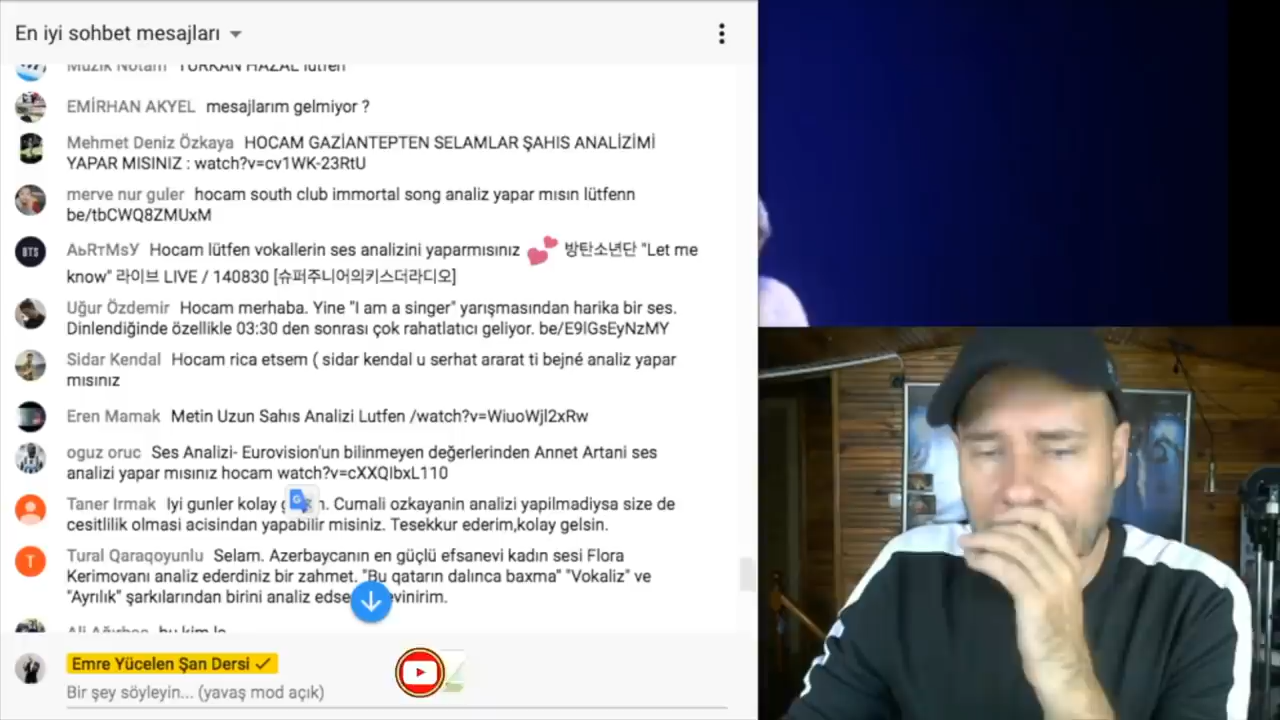 En iyi sohbet mesajları
Müzik Notam TÜRKAN HAZAL lütfen
EMİRHAN AKYEL mesajlarım gelmiyor ?
Mehmet Deniz Özkaya HOCAM GAZİANTEPTEN SELAMLAR ŞAHIS ANALİZİMİ
YAPAR MISINIZ : watch?v=cv1WK-23RtU
merve nur guler hocam south club immortal song analiz yapar mısın lütfenn
be/tbCWQ8ZMUxM
AьRтMsУ Hocam lütfen vokallerin ses analizini yaparmısınız 💕 방탄소년단 "Let me
know" 라이브 LIVE / 140830 [슈퍼주니어의키스더라디오]
Uğur Özdemir Hocam merhaba. Yine "I am a singer" yarışmasından harika bir ses.
Dinlendiğinde özellikle 03:30 den sonrası çok rahatlatıcı geliyor. be/E9lGsEyNzMY
Sidar Kendal Hocam rica etsem ( sidar kendal u serhat ararat ti bejné analiz yapar
mısınız
Eren Mamak Metin Uzun Sahıs Analizi Lutfen /watch?v=WiuoWjl2xRw
oguz oruc Ses Analizi- Eurovision'un bilinmeyen değerlerinden Annet Artani ses
analizi yapar mısınız hocam watch?v=cXXQIbxL110
Taner Irmak Iyi gunler kolay Cumali ozkayanin analizi yapilmadiysa size de
cesitlilik olmasi acisindan yapabilir misiniz. Tesekkur ederim,kolay gelsin.
T
Tural Qaraqoyunlu Selam. Azerbaycanın en güçlü efsanevi kadın sesi Flora
Kerimovanı analiz ederdiniz bir zahmet. "Bu qatarın dalınca baxma" "Vokaliz" ve
"Ayrılık" şarkılarından birini analiz
BTS
Emre Yücelen Şan Dersi
Bir şey söyleyin... (yavaş mod açık)